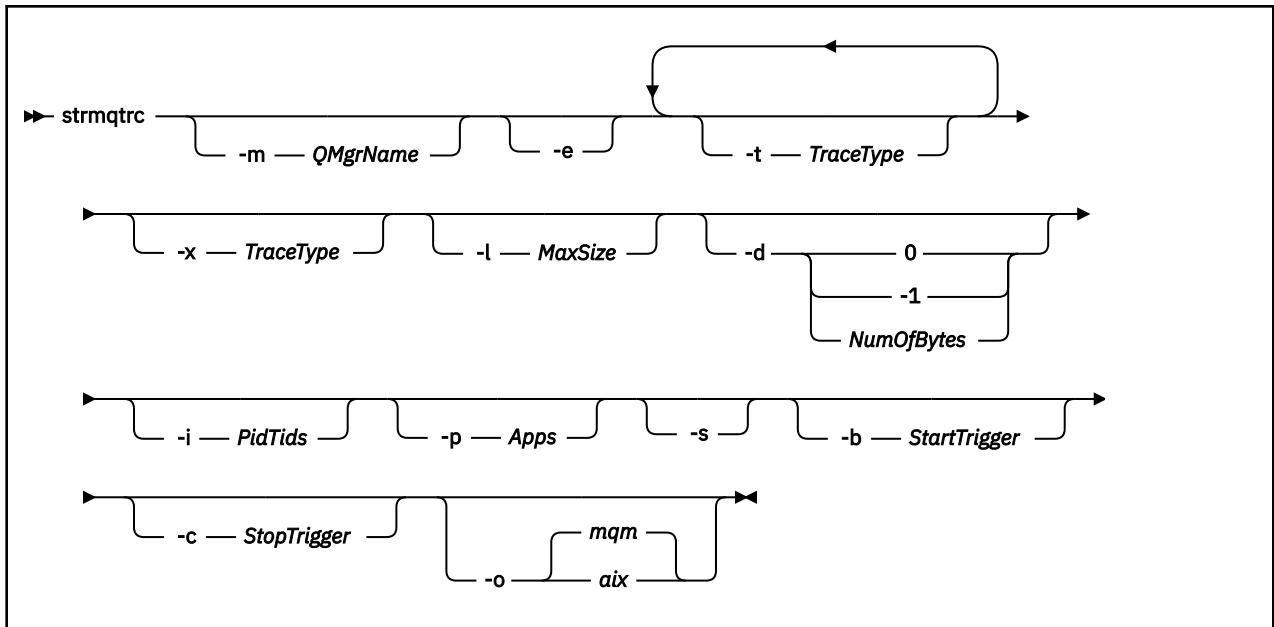 strmqtrc -m QMgrName -e -t TraceType
-x TraceType -l MaxSize -d 0
-1
NumOfBytes
-i PidTids -p Apps -s -b StartTrigger
-c StopTrigger mqm
-o aix